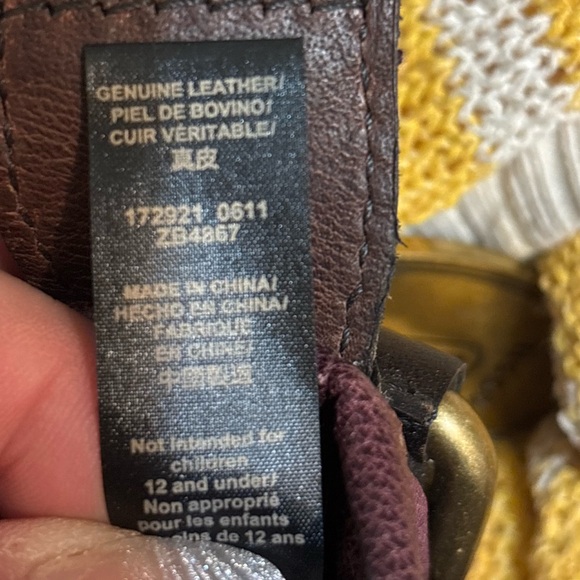 GENUINE LEATHER/
PIEL DE BOVINO/
CUIR VÉRITABLE/
真皮
172921 0511
ZB4867
MADE IN CHINA/
HECHO EN CHINA/
FABRIQUÉ
EN CHINE/
中国制造
Not intended for
children
12 and under/
Non approprié
pour les enfants
de 12 ans